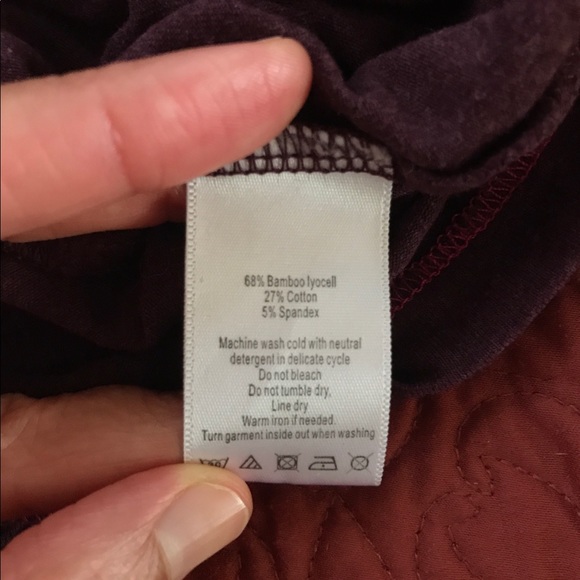 68% Bamboo lyocell
27% Cotton
5% Spandex
Machine wash cold with neutral
detergent in delicate cycle
Do not bleach
Do not tumble dry,
Line dry
Warm iron if needed.
Turn garment inside out when washing